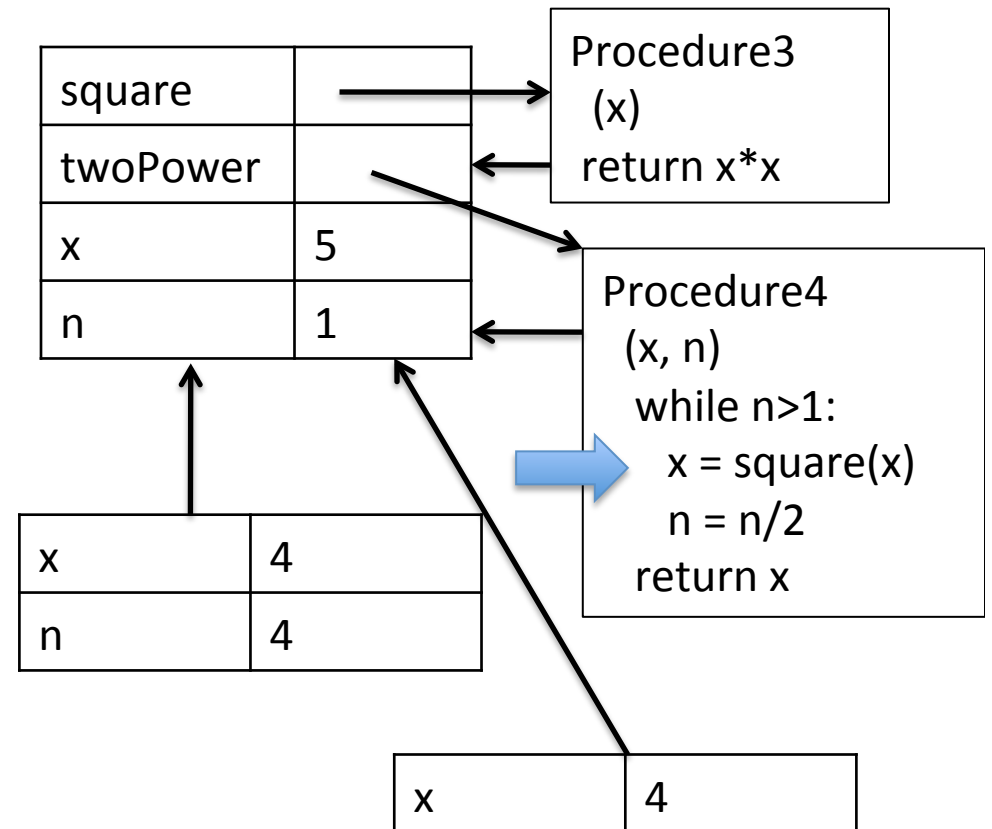 square
twoPower
x 5
n 1
Procedure3
(x)
return x*x
Procedure4
(x, n)
while n>1:
x = square(x)
n = n/2
return x
x 4
n 4
x 4